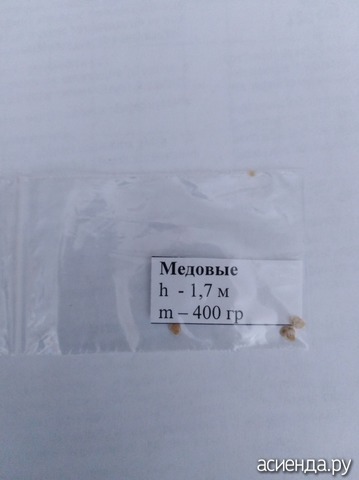 Медовые
h - 1,7 м
m – 400 гр
асиенда.ру